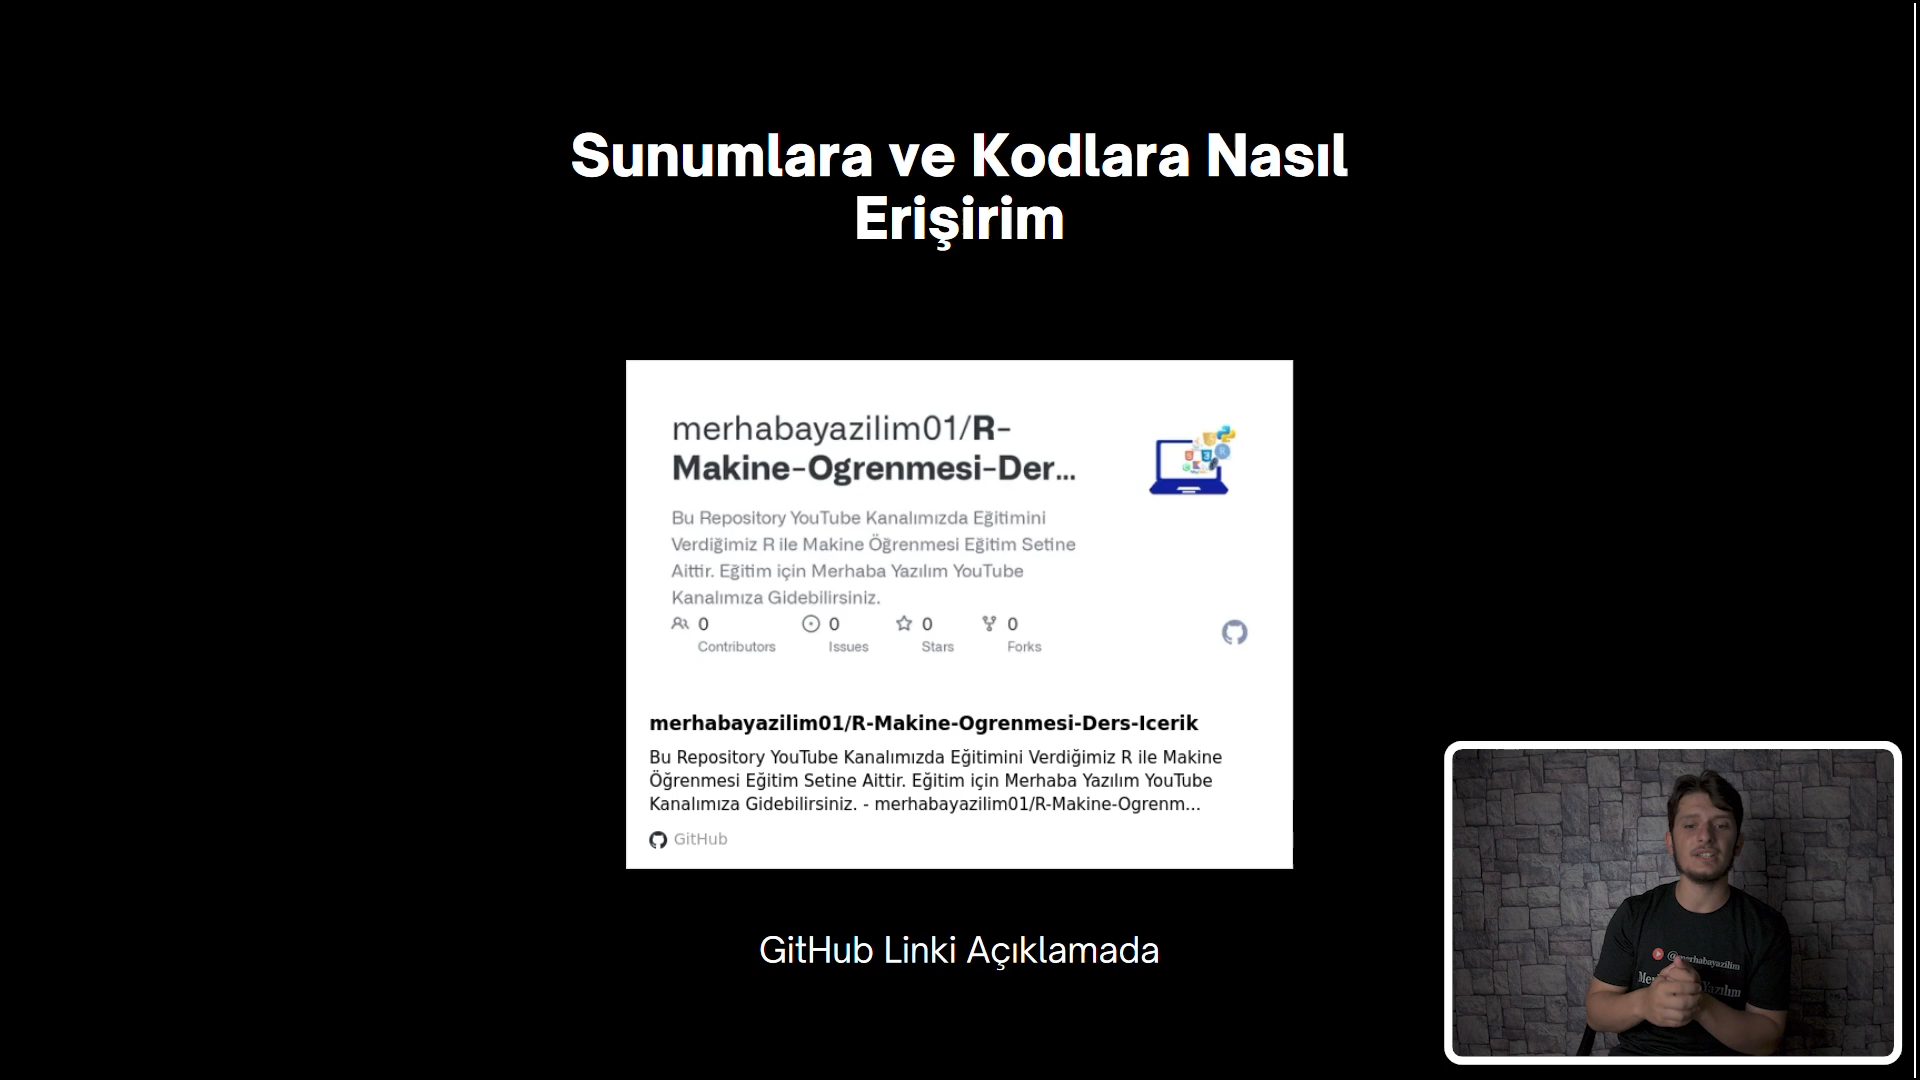 Sunumlara ve Kodlara Nasıl
Erişirim
merhabayazilim01/R-
Makine-Ogrenmesi-Der...
Bu Repository YouTube Kanalımızda Eğitimini
Verdiğimiz R ile Makine Öğrenmesi Eğitim Setine
Aittir. Eğitim için Merhaba Yazılım YouTube
Kanalımıza Gidebilirsiniz.
0 0 0 0
Contributors Issues Stars Forks
merhabayazilim01/R-Makine-Ogrenmesi-Ders-Icerik
Bu Repository YouTube Kanalımızda Eğitimini Verdiğimiz R ile Makine
Öğrenmesi Eğitim Setine Aittir. Eğitim için Merhaba Yazılım YouTube
Kanalımıza Gidebilirsiniz. - merhabayazilim01/R-Makine-Ogrenm...
GitHub
GitHub Linki Açıklamada
Yazılım